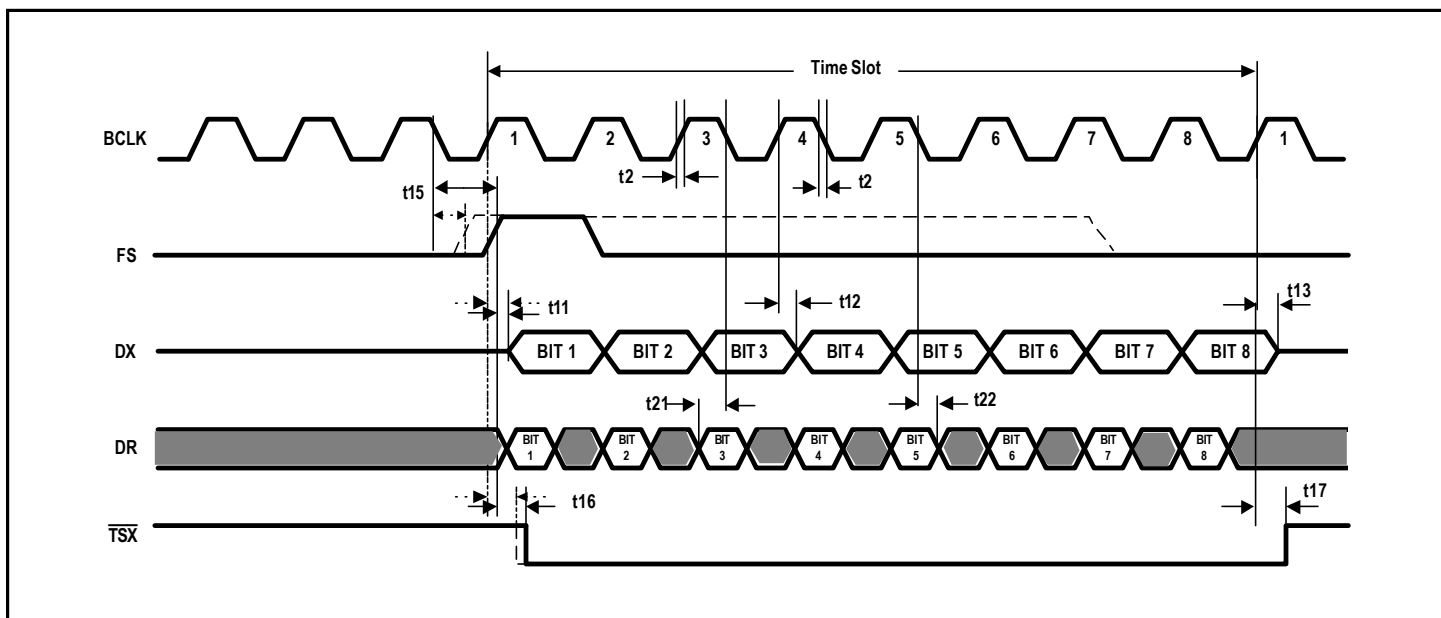 Time Slot
BCLK
1 2 3 4 5 6 7 8 1
t2 t2
t15
FS
t11 t12 t13
DX
BIT 1 BIT 2 BIT 3 BIT 4 BIT 5 BIT 6 BIT 7 BIT 8
t21 t22
DR
BIT 1 BIT 2 BIT 3 BIT 4 BIT 5 BIT 6 BIT 7 BIT 8
t16 t17
TSX